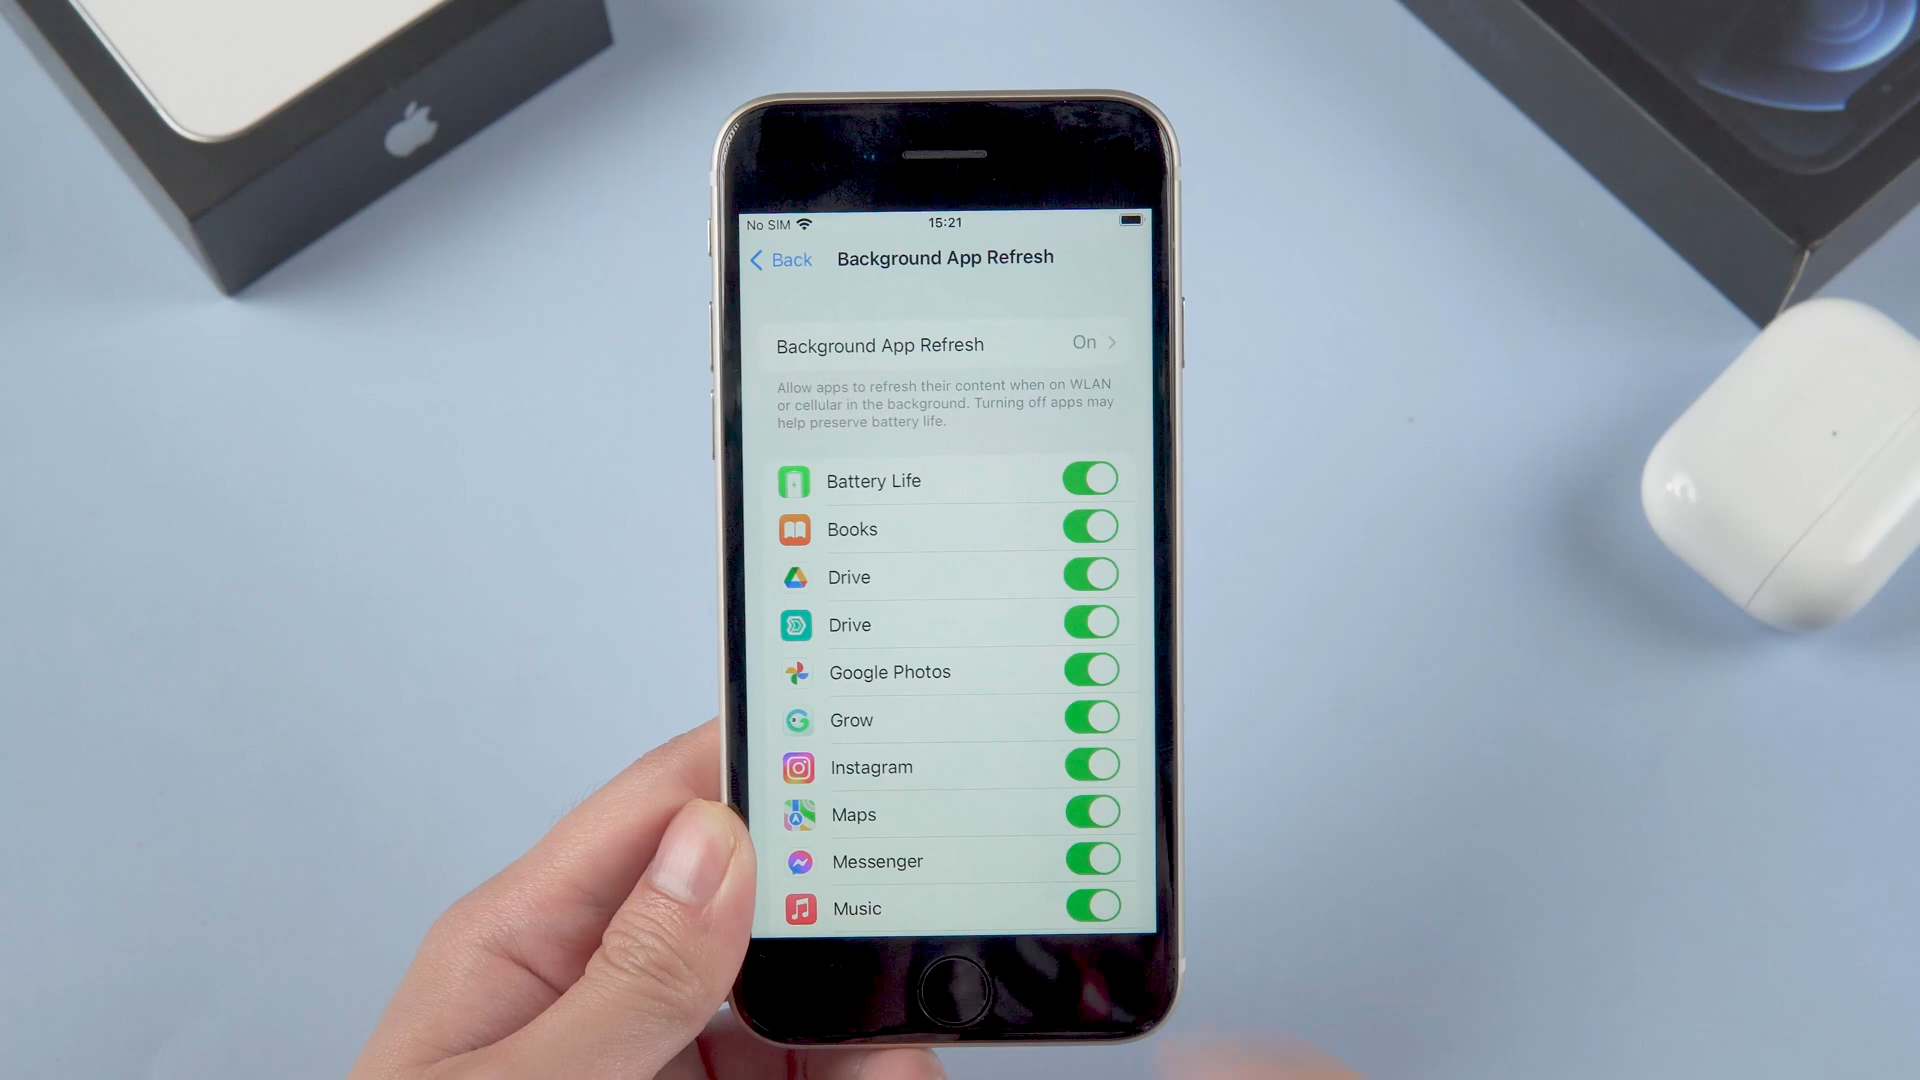 No SIM 15:21
Back Background App Refresh
Background App Refresh On
Allow apps to refresh their content when on WLAN
or cellular in the background. Turning off apps may
help preserve battery life.
Battery Life
Books
Drive
Drive
Google Photos
Grow
Instagram
Maps
Messenger
Music